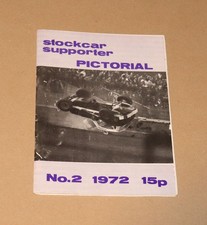 stockcar
supporter
PICTORIAL
No.2 1972 15p